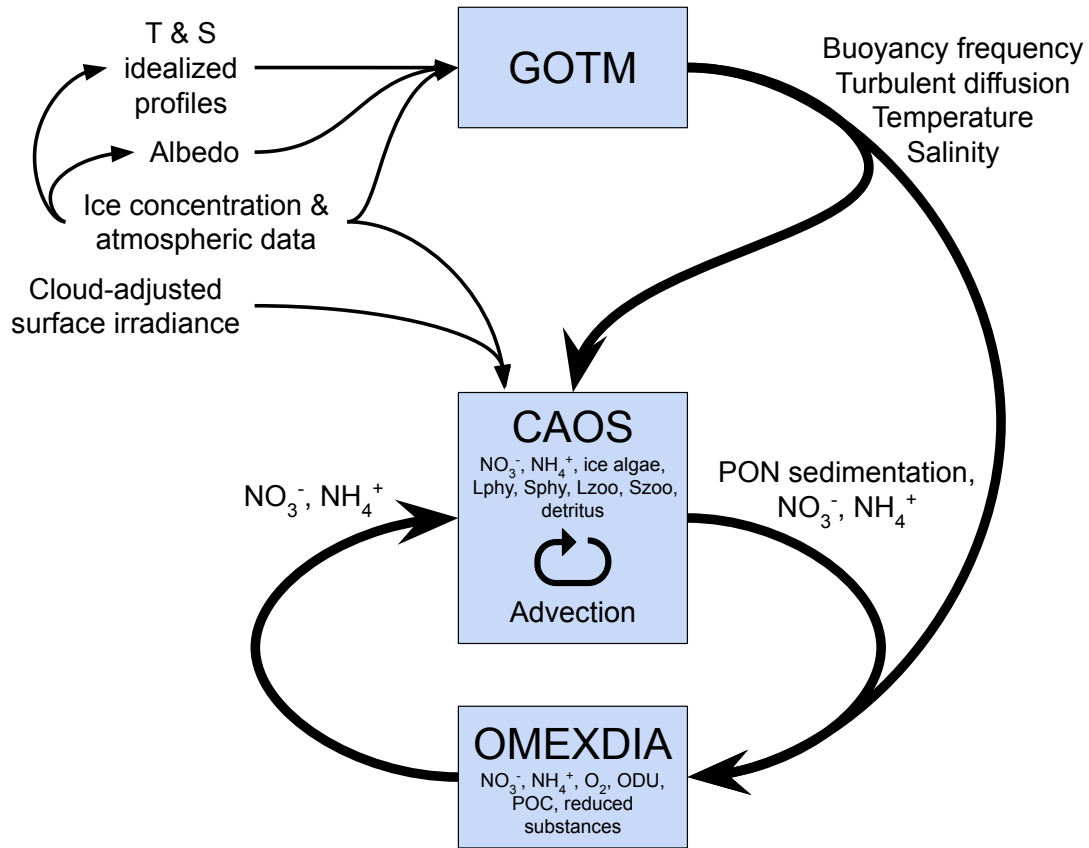 T & S
idealized
profiles
GOTM
Buoyancy frequency
Turbulent diffusion
Temperature
Salinity
Albedo
Ice concentration &
atmospheric data
Cloud-adjusted
surface irradiance
CAOS
NO₃⁻, NH₄⁺, ice algae,
Lphy, Sphy, Lzoo, Szoo,
detritus
Advection
NO₃⁻, NH₄⁺
PON sedimentation,
NO₃⁻, NH₄⁺
OMEXDIA
NO₃⁻, NH₄⁺, O₂, ODU,
POC, reduced
substances